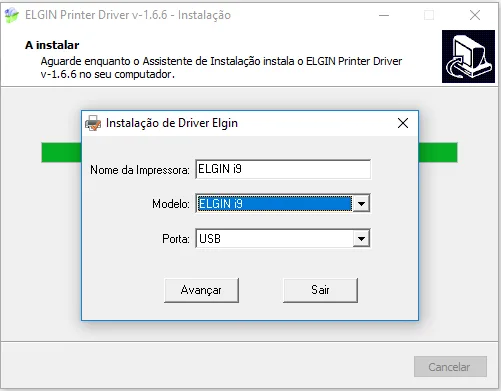 ELGIN Printer Driver v-1.6.6 - Instalação
A instalar
Aguarde enquanto o Assistente de Instalação instala o ELGIN Printer Driver
v-1.6.6 no seu computador.
Instalação de Driver Elgin
Nome da Impressora: ELGIN i9
Modelo: ELGIN i9
Porta: USB
Avançar Sair
Cancelar